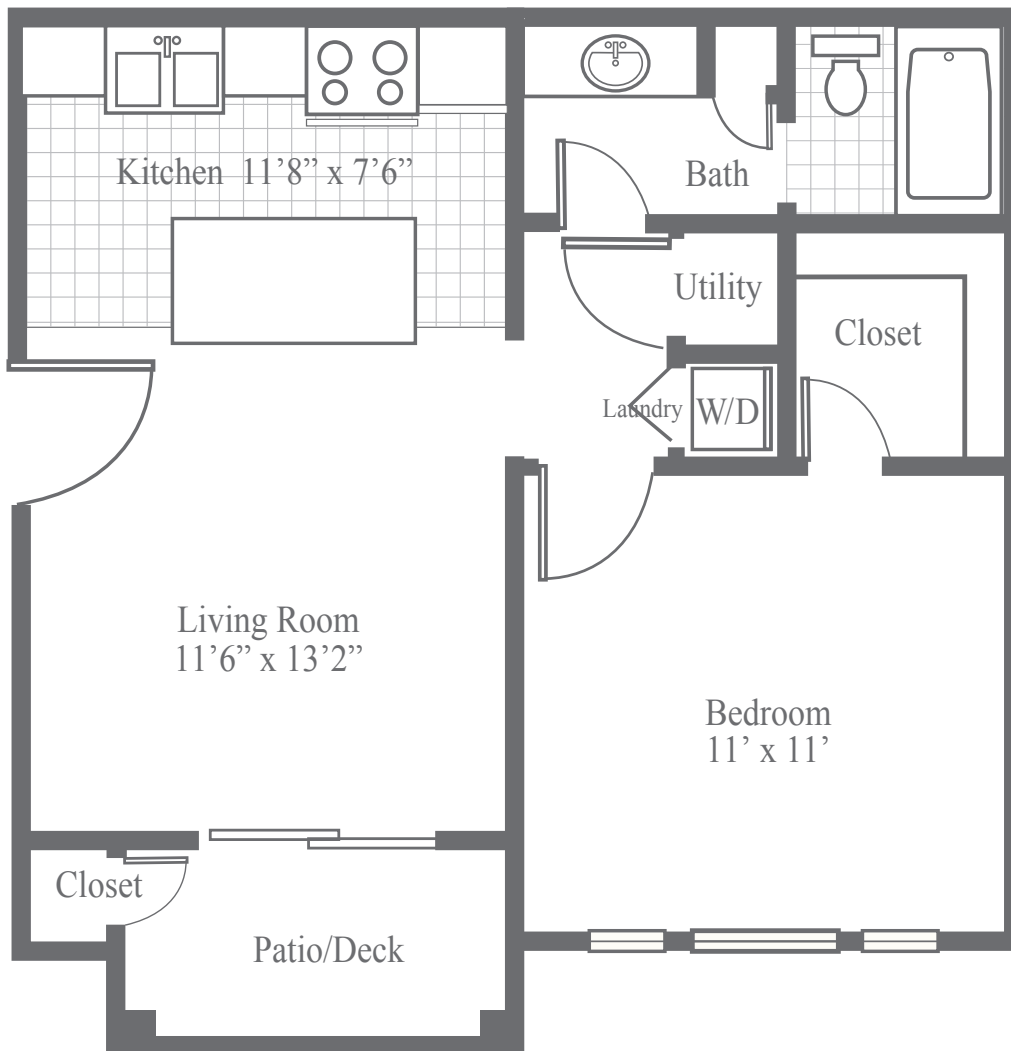 Kitchen 11’8” x 7’6”
Bath
Utility
Closet
Laundry
W/D
Living Room
11’6” x 13’2”
Bedroom
11’ x 11’
Closet
Patio/Deck